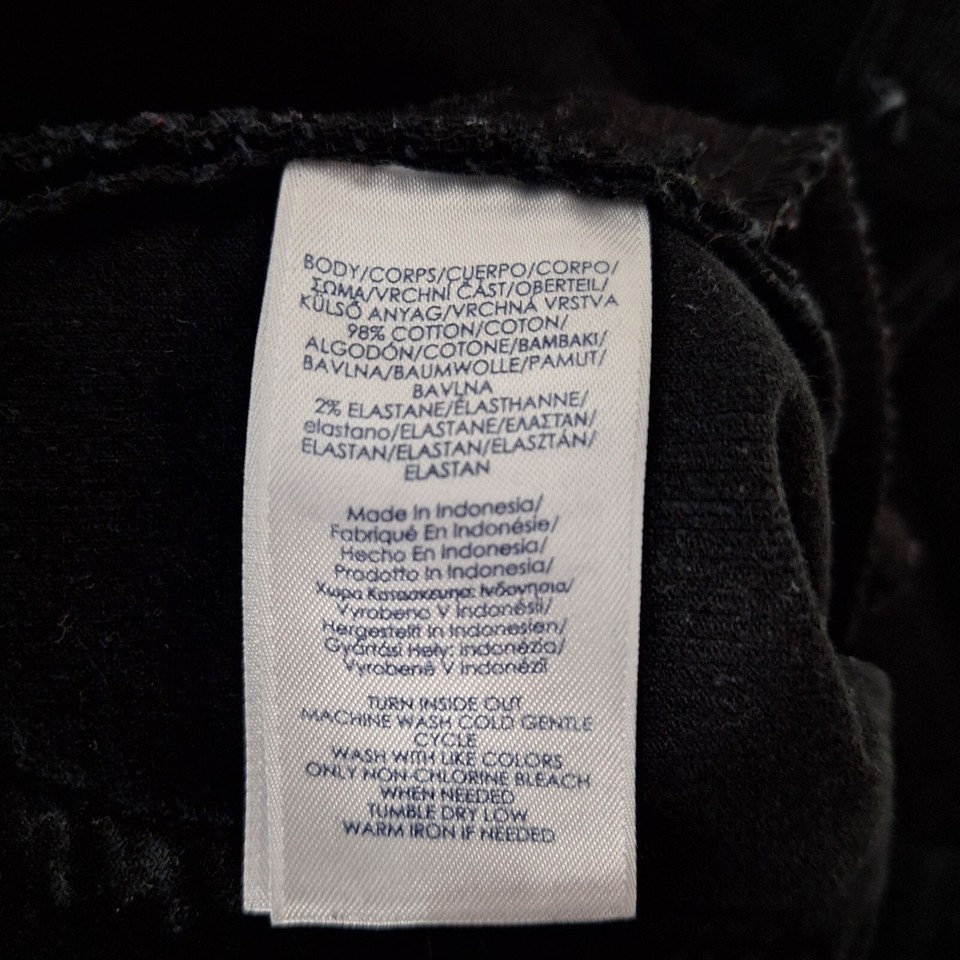 BODY/CORPS/CUERPO/CORPO/
ΣΩΜΑ/VRCHNÍ ČÁST/OBERTEIL/
KÜLSŐ ANYAG/VRCHNÁ VRSTVA
98% COTTON/COTON/
ALGODÓN/COTONE/BAMBAKI/
BAVLNA/BAUMWOLLE/PAMUT/
BAVLNA
2% ELASTANE/ÉLASTHANNE/
elastano/ELASTANE/ΕΛΑΣΤΑΝ/
ELASTAN/ELASTAN/ELASZTÁN/
ELASTAN
Made In Indonesia/
Fabriqué En Indonésie/
Hecho En Indonesia/
Prodotto In Indonesia/
Χωρα Κατασκευης: Ινδονησια/
Vyrobeno V Indonésii/
Hergestellt In Indonesien/
Gyártási Hely: Indonézia/
Vyrobené V Indonézií
TURN INSIDE OUT
MACHINE WASH COLD GENTLE
CYCLE
WASH WITH LIKE COLORS
ONLY NON-CHLORINE BLEACH
WHEN NEEDED
TUMBLE DRY LOW
WARM IRON IF NEEDED